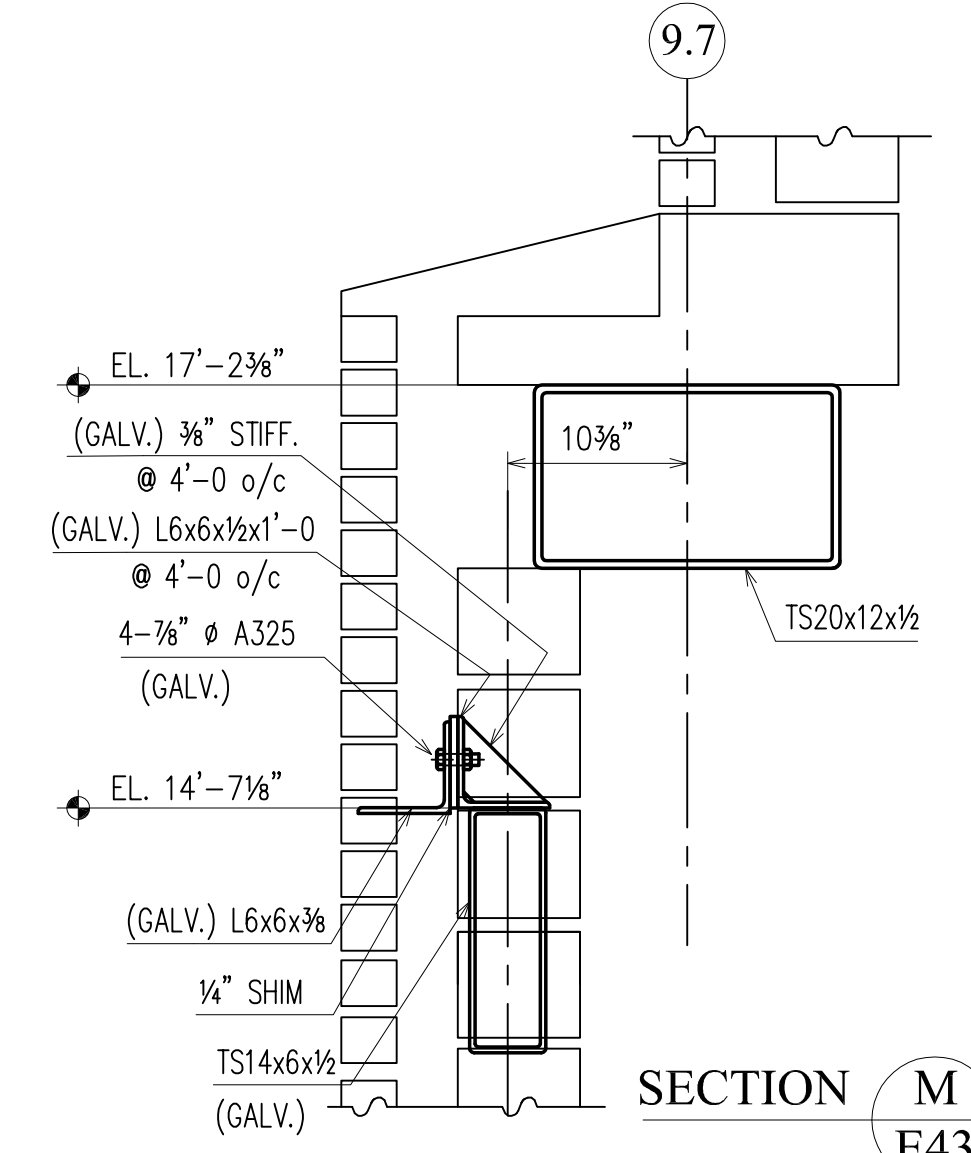 9.7
EL. 17’-2⅜”
(GALV.) ⅜” STIFF.
@ 4’-0 o/c
10⅜”
(GALV.) L6x6x½x1’-0
@ 4’-0 o/c
TS20x12x½
4-⅞” ø A325
(GALV.)
EL. 14’-7⅛”
(GALV.) L6x6x⅜
¼” SHIM
TS14x6x½
(GALV.)
SECTION M
E43